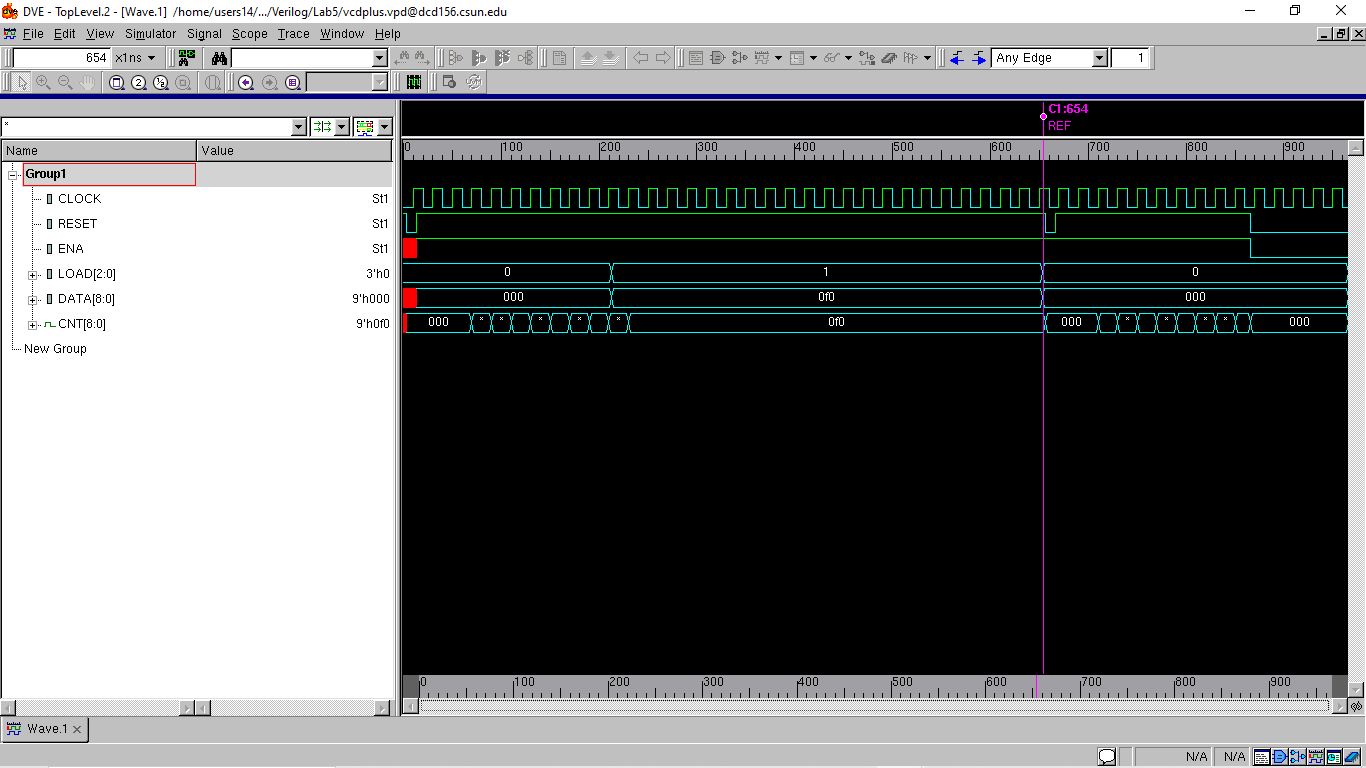 DVE - TopLevel.2 - [Wave.1] /home/users14/.../Verilog/Lab5/vcdplus.vpd@dcd156.csun.edu
File Edit View Simulator Signal Scope Trace Window Help
654 x1ns Any Edge 1
2 ½
C1:654
REF
*
Name Value
0 100 200 300 400 500 600 700 800 900
Group1
CLOCK St1
RESET St1
ENA St1
LOAD[2:0] 3'h0 0 1 0
DATA[8:0] 9'h000 000 0f0 000
CNT[8:0] 9'h0f0 000 * * * * * 0f0 000 * * * * 000
New Group
0 100 200 300 400 500 600 700 800 900
Wave.1
N/A N/A